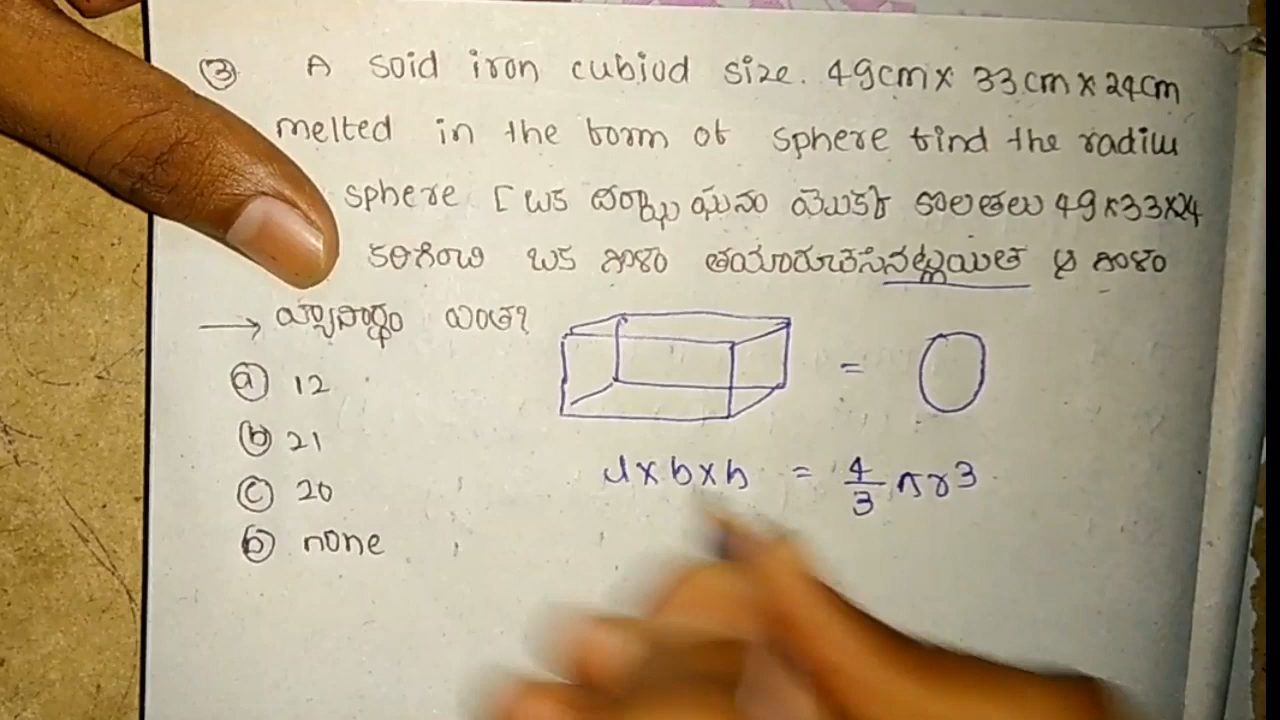 ③ A soid iron cubiod size. 49cm x 33cm x 24cm
melted in the form of sphere find the radius
sphere [ ఒక దీర్ఘ ఘనం యొక్క కొలతలు 49x33x24
కరిగించి ఒక గోళం తయారుచేసినట్లయితే ఆ గోళం
→ వ్యాసార్థం ఎంత?
ⓐ 12
ⓑ 21
ⓒ 20
ⓓ none
l x b x h = 4/3 πr3
=